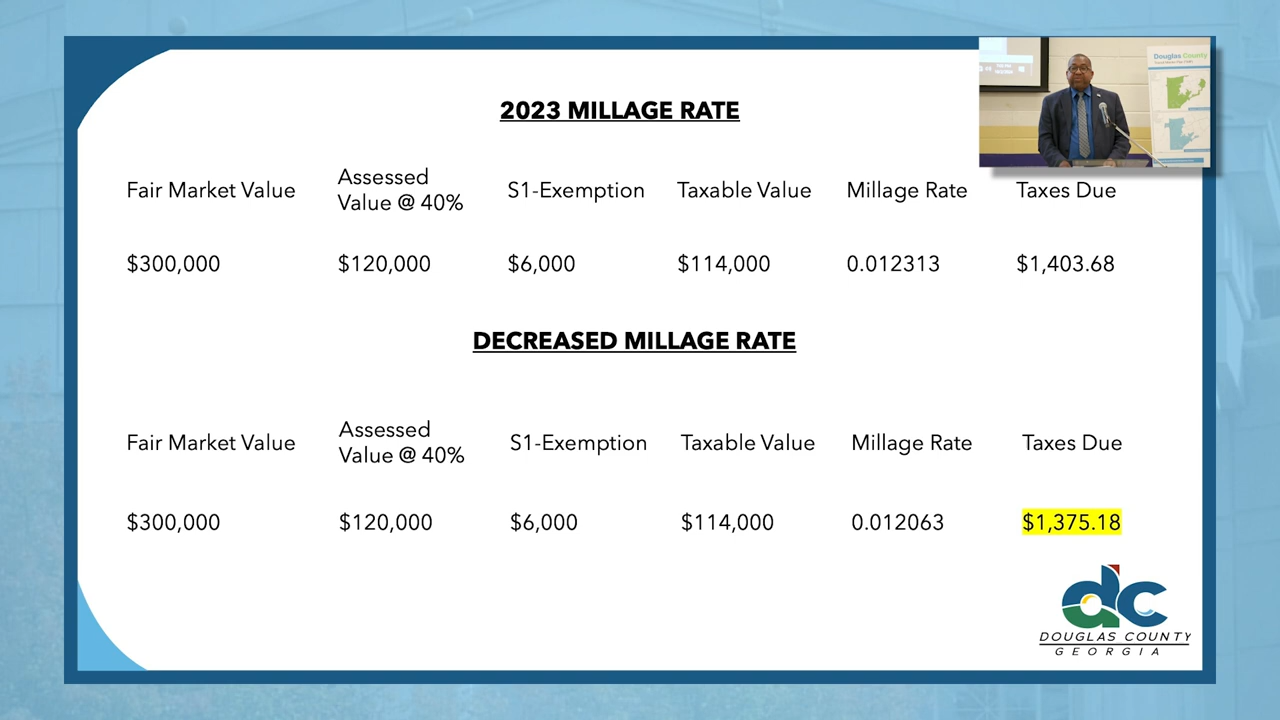 Douglas County
2023 MILLAGE RATE
Fair Market Value
Assessed
Value @ 40%
S1-Exemption
Taxable Value
Millage Rate
Taxes Due
$300,000
$120,000
$6,000
$114,000
0.012313
$1,403.68
DECREASED MILLAGE RATE
Fair Market Value
Assessed
Value @ 40%
S1-Exemption
Taxable Value
Millage Rate
Taxes Due
$300,000
$120,000
$6,000
$114,000
0.012063
$1,375.18
dc
DOUGLAS COUNTY
GEORGIA